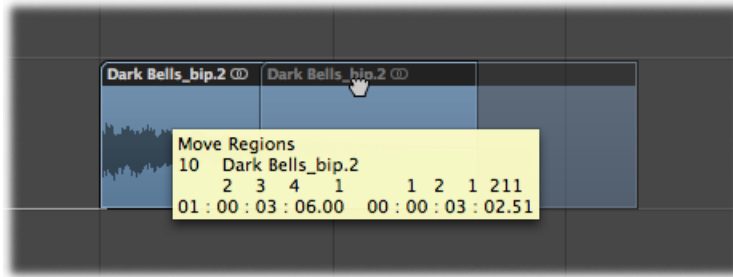 Dark Bells_bip.2 Dark Bells_bip.2
Move Regions
10 Dark Bells_bip.2
2 3 4 1 1 2 1 211
01 : 00 : 03 : 06.00 00 : 00 : 03 : 02.51